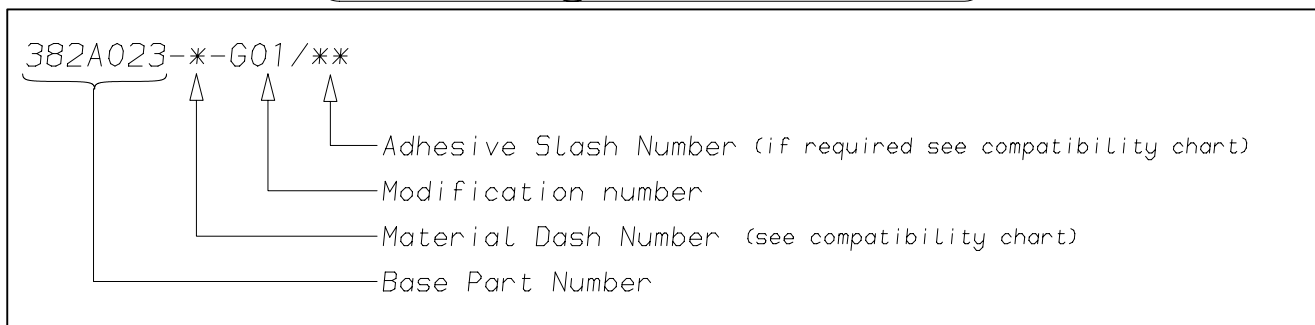 382A023-*-G01/**
Adhesive Slash Number (if required see compatibility chart)
Modification number
Material Dash Number (see compatibility chart)
Base Part Number